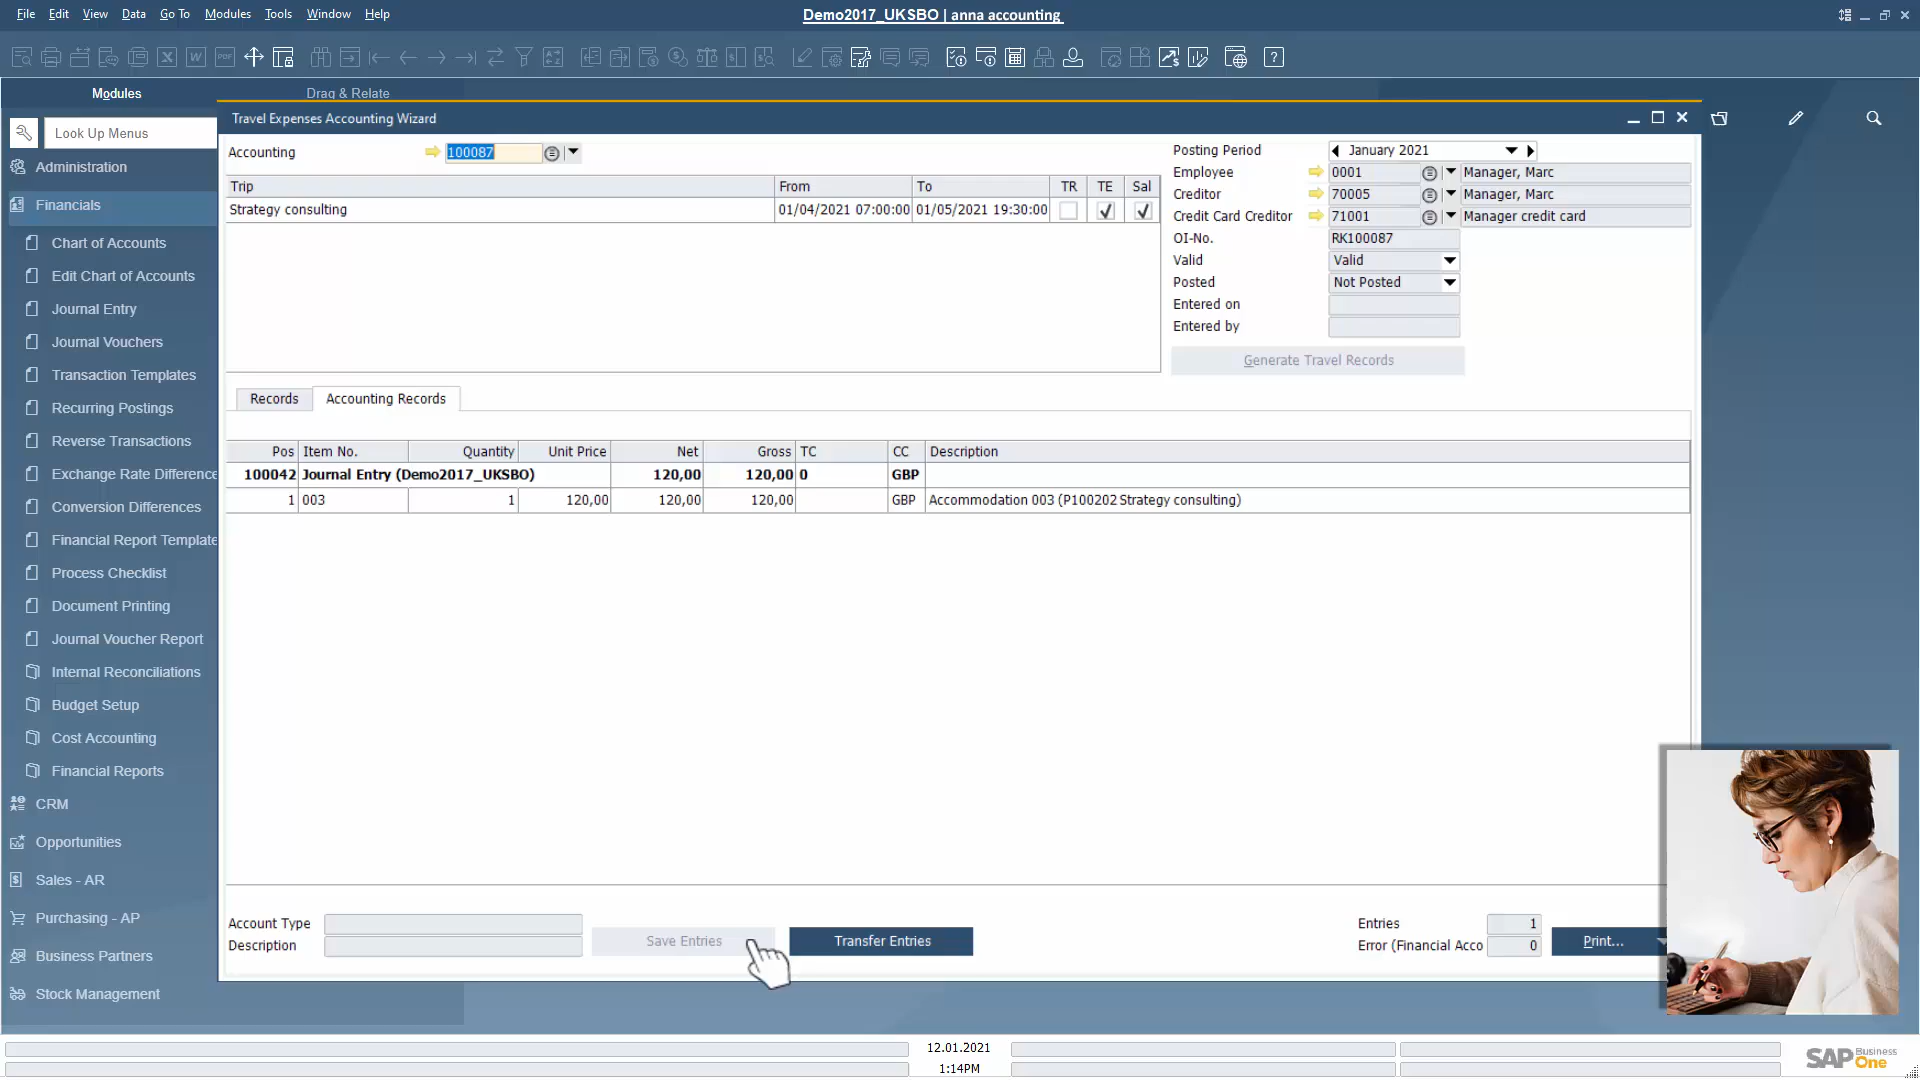 File Edit View Data Go To Modules Tools Window Help
Demo2017_UKSBO | anna accounting
Modules
Drag & Relate
Look Up Menus
Administration
Financials
Chart of Accounts
Edit Chart of Accounts
Journal Entry
Journal Vouchers
Transaction Templates
Recurring Postings
Reverse Transactions
Exchange Rate Difference
Conversion Differences
Financial Report Template
Process Checklist
Document Printing
Journal Voucher Report
Internal Reconciliations
Budget Setup
Cost Accounting
Financial Reports
CRM
Opportunities
Sales - AR
Purchasing - AP
Business Partners
Stock Management
Travel Expenses Accounting Wizard
Accounting 100087
Trip From To TR TE Sal
Strategy consulting 01/04/2021 07:00:00 01/05/2021 19:30:00
Posting Period January 2021
Employee 0001 Manager, Marc
Creditor 70005 Manager, Marc
Credit Card Creditor 71001 Manager credit card
OI-No. RK100087
Valid Valid
Posted Not Posted
Entered on
Entered by
Generate Travel Records
Records Accounting Records
Pos Item No. Quantity Unit Price Net Gross TC CC Description
100042 Journal Entry (Demo2017_UKSBO) 120,00 120,00 0 GBP
1 003 1 120,00 120,00 120,00 GBP Accommodation 003 (P100202 Strategy consulting)
Account Type
Description
Save Entries
Transfer Entries
Entries 1
Error (Financial Acco 0
Print...
12.01.2021
1:14PM
SAP Business One